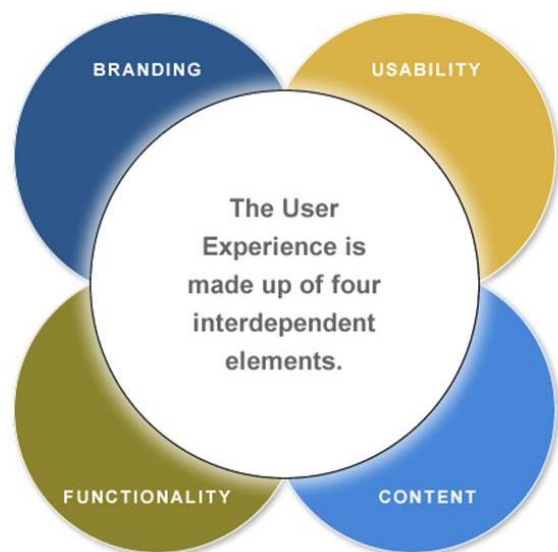 BRANDING
USABILITY
The User
Experience is
made up of four
interdependent
elements.
FUNCTIONALITY
CONTENT